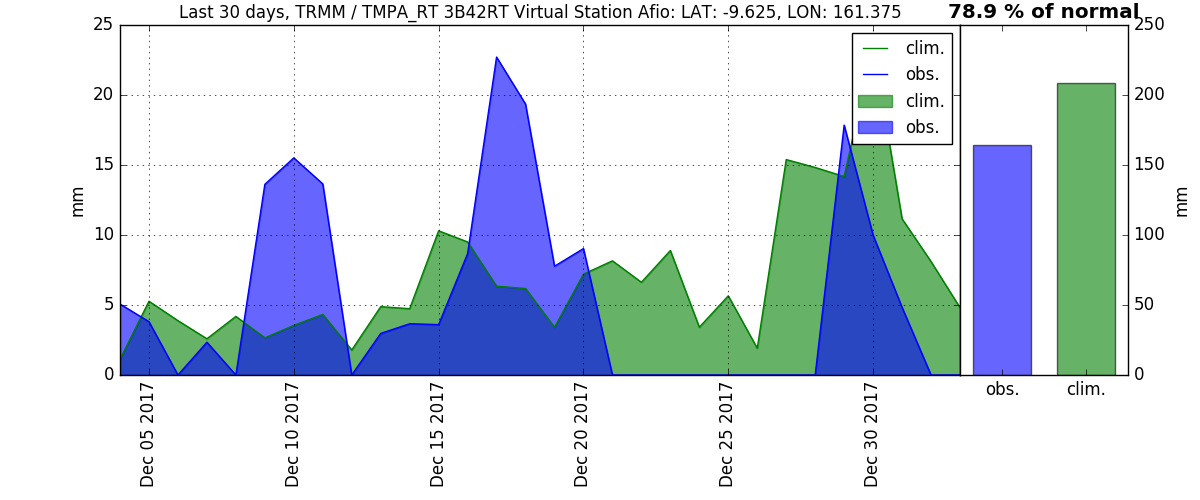 Last 30 days, TRMM / TMPA_RT 3B42RT Virtual Station Afio: LAT: -9.625, LON: 161.375
78.9 % of normal
25
20
15
10
5
0
mm
clim.
obs.
clim.
obs.
Dec 05 2017
Dec 10 2017
Dec 15 2017
Dec 20 2017
Dec 25 2017
Dec 30 2017
250
200
150
100
50
0
mm
obs.
clim.